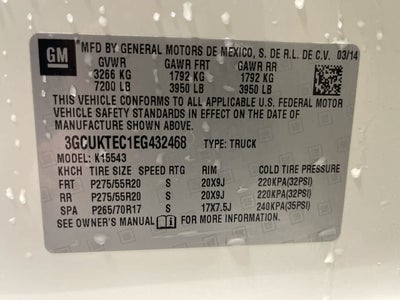 GM MFD BY GENERAL MOTORS DE MEXICO, S. DE R.L. DE C.V. 03/14
GVWR GAWR FRT GAWR RR
3266 KG 1792 KG 1792 KG
7200 LB 3950 LB 3950 LB
THIS VEHICLE CONFORMS TO ALL APPLICABLE U.S. FEDERAL MOTOR
VEHICLE SAFETY STANDARDS IN EFFECT ON THE DATE OF
MANUFACTURE SHOWN ABOVE.
3GCUKTEC1EG432468 TYPE: TRUCK
MODEL: K15543
KHCH TIRE SIZE SPEED RTG RIM COLD TIRE PRESSURE
FRT P275/55R20 S 20X9J 220KPA(32PSI)
RR P275/55R20 S 20X9J 220KPA(32PSI)
SPA P265/70R17 S 17X7.5J 240KPA(35PSI)
SEE OWNER'S MANUAL FOR MORE INFORMATION.